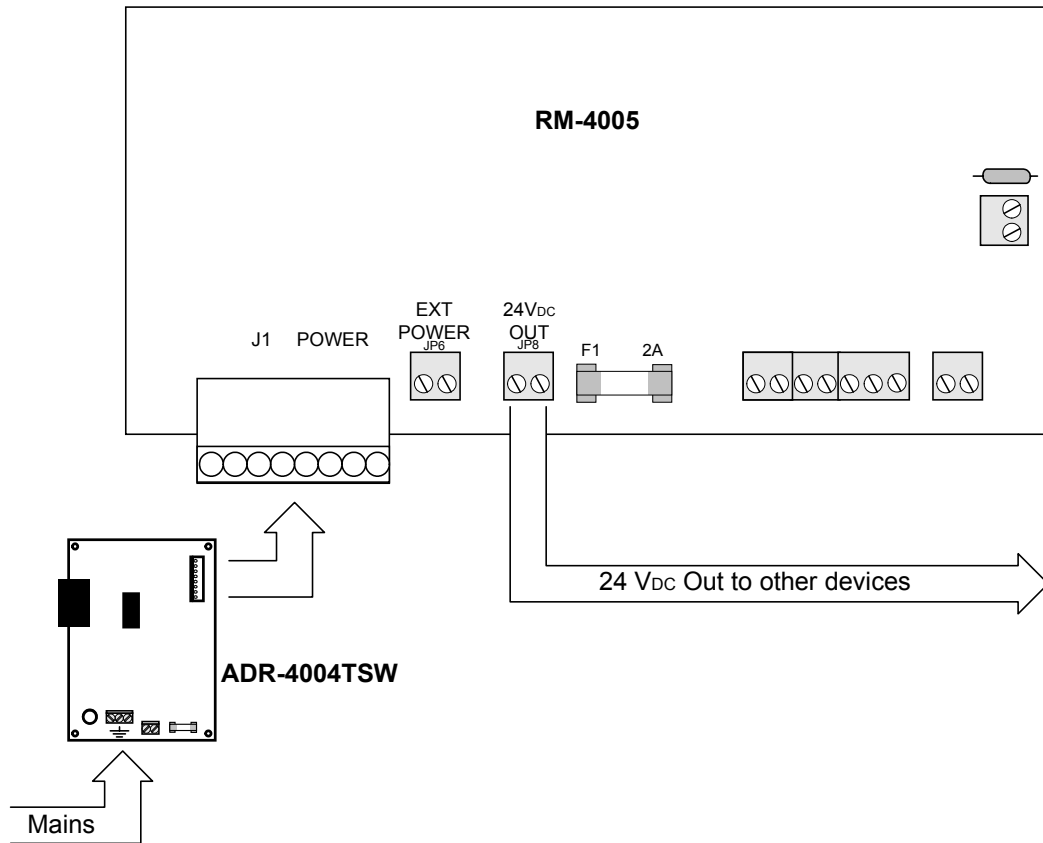 RM-4005
EXT
POWER
JP6
24VDC
OUT
JP8
J1 POWER
F1 2A
24 VDC Out to other devices
ADR-4004TSW
Mains